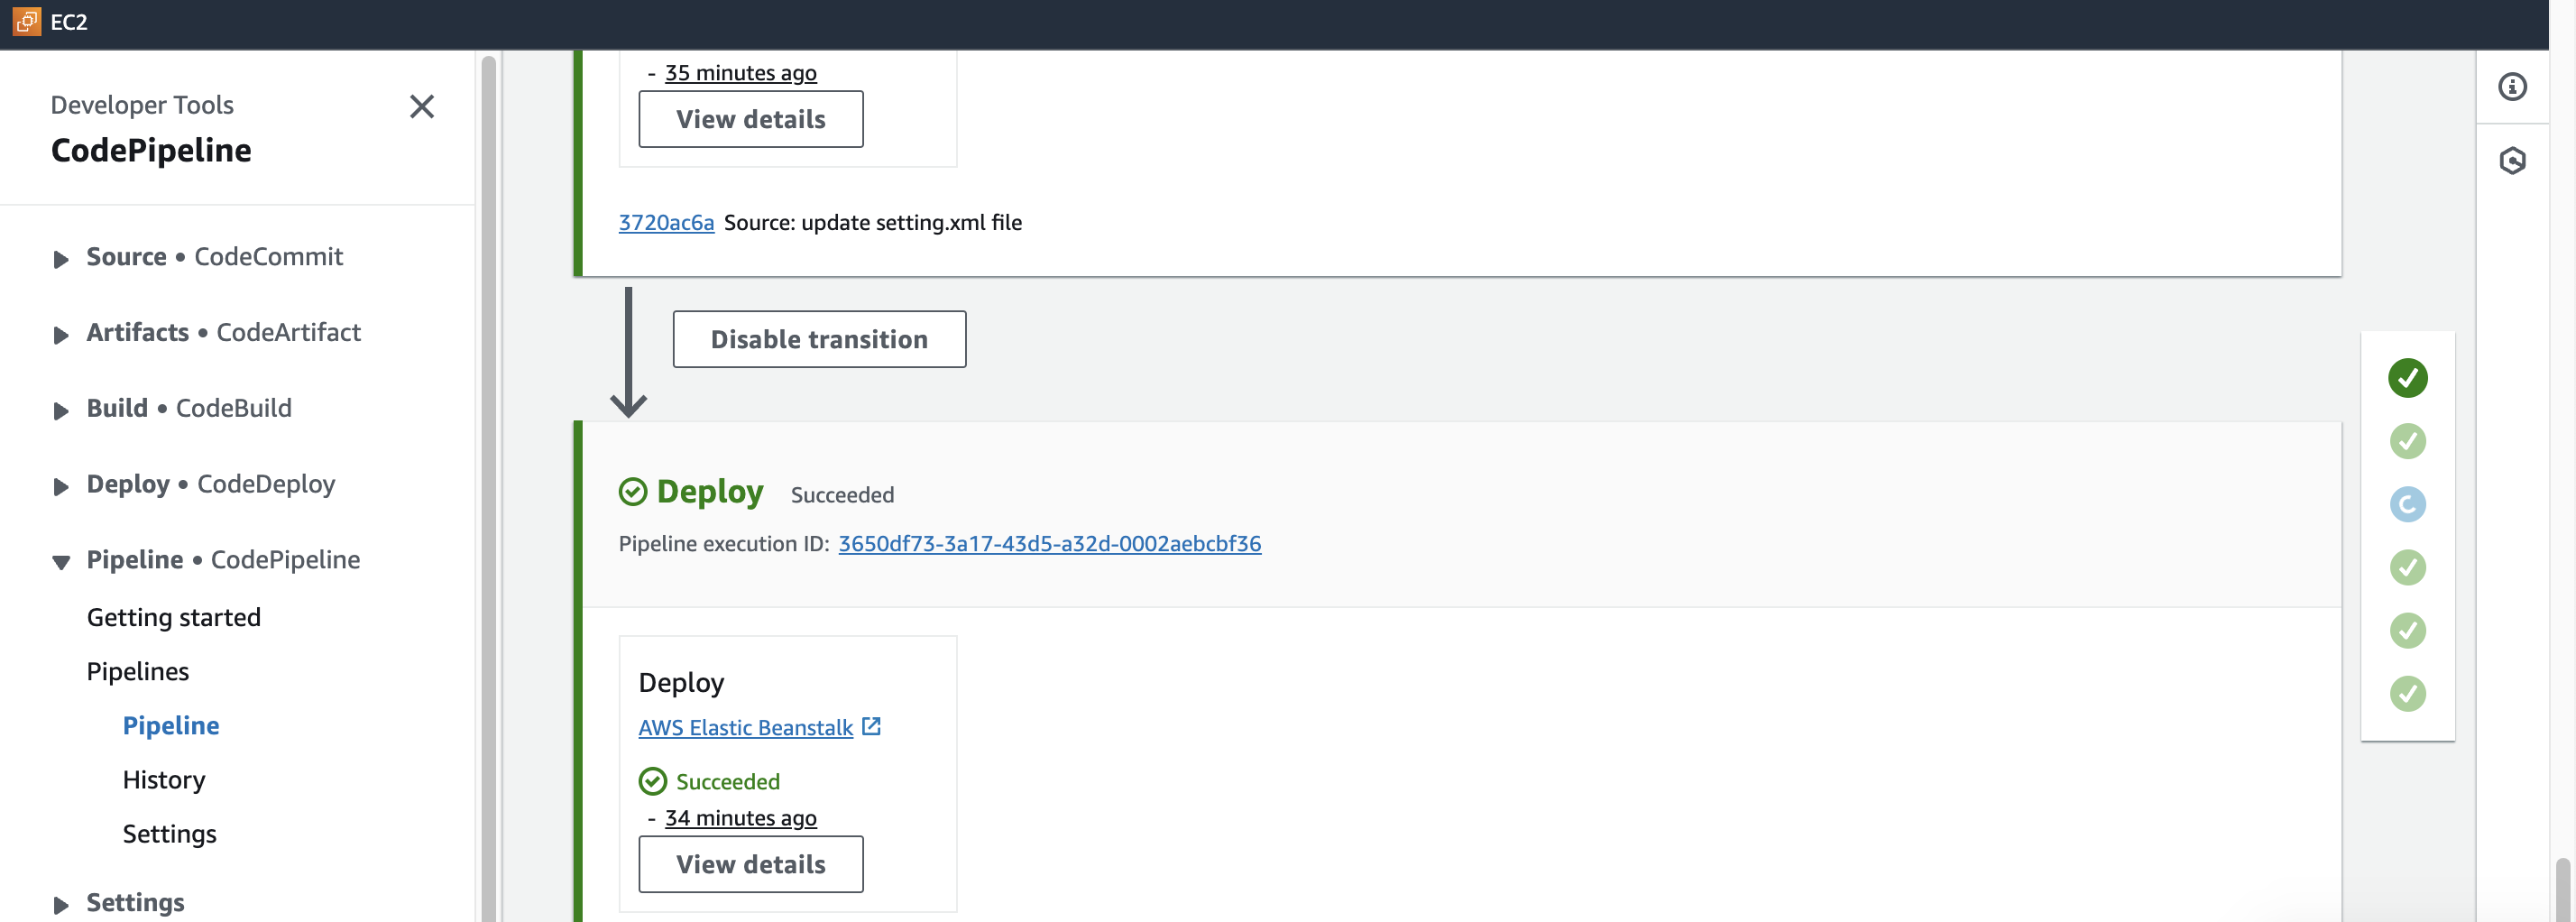 EC2
Developer Tools
CodePipeline
Source • CodeCommit
Artifacts • CodeArtifact
Build • CodeBuild
Deploy • CodeDeploy
Pipeline • CodePipeline
Getting started
Pipelines
Pipeline
History
Settings
Settings
- 35 minutes ago
View details
3720ac6a Source: update setting.xml file
Disable transition
Deploy Succeeded
Pipeline execution ID: 3650df73-3a17-43d5-a32d-0002aebcbf36
Deploy
AWS Elastic Beanstalk
Succeeded
- 34 minutes ago
View details